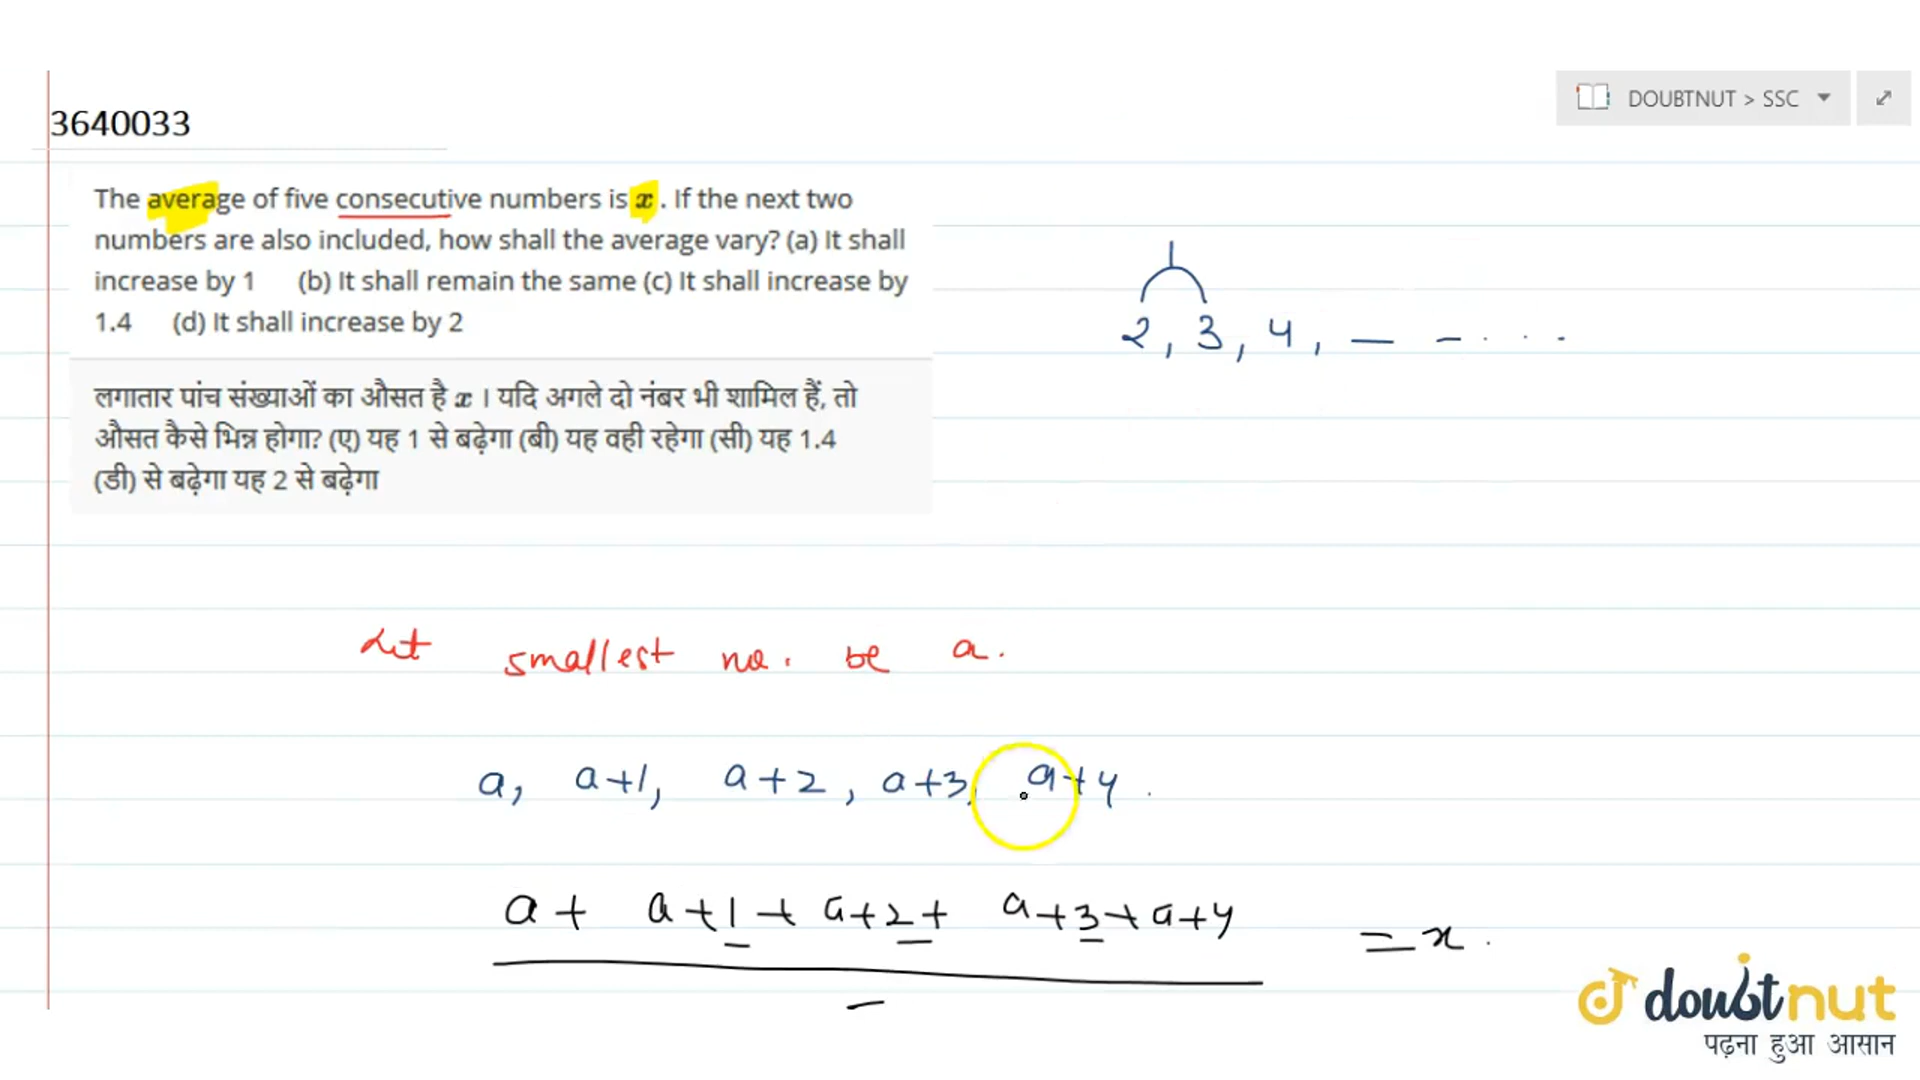 DOUBTNUT > SSC
3640033
The average of five consecutive numbers is x . If the next two
numbers are also included, how shall the average vary? (a) It shall
increase by 1 (b) It shall remain the same (c) It shall increase by
1.4 (d) It shall increase by 2
लगातार पांच संख्याओं का औसत है x । यदि अगले दो नंबर भी शामिल हैं, तो
औसत कैसे भिन्न होगा? (ए) यह 1 से बढ़ेगा (बी) यह वही रहेगा (सी) यह 1.4
(डी) से बढ़ेगा यह 2 से बढ़ेगा
1
2, 3, 4, — - . . .
Let smallest no. be a.
a, a+1, a+2, a+3, a+4 .
a + a+1 + a+2 + a+3 + a+4 = x .
doubtnut
पढ़ना हुआ आसान